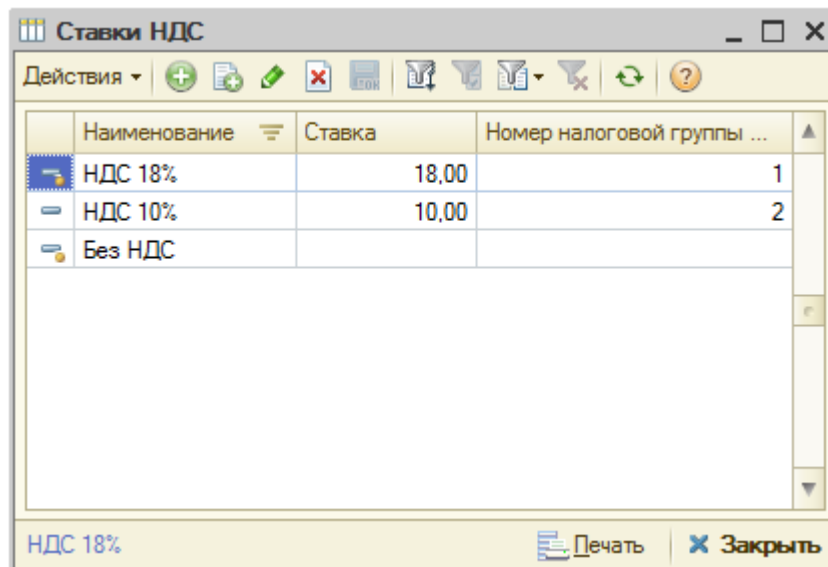 Ставки НДС
Действия
Наименование Ставка Номер налоговой группы ...
НДС 18% 18,00 1
НДС 10% 10,00 2
Без НДС
НДС 18% Печать Закрыть